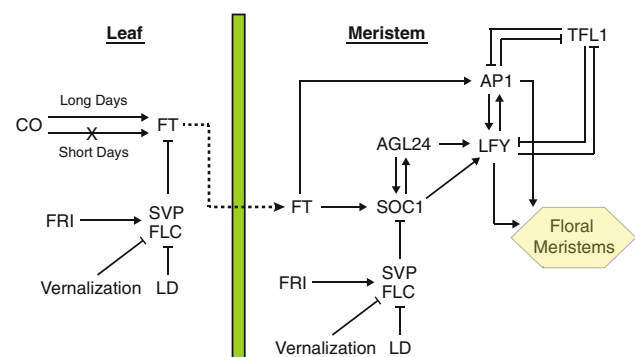 Leaf
Meristem
TFL1
Long Days
AP1
CO
FT
X
Short Days
AGL24
LFY
FT
SOC1
FRI
SVP
FLC
Floral
Meristems
Vernalization
LD
FRI
SVP
FLC
Vernalization
LD